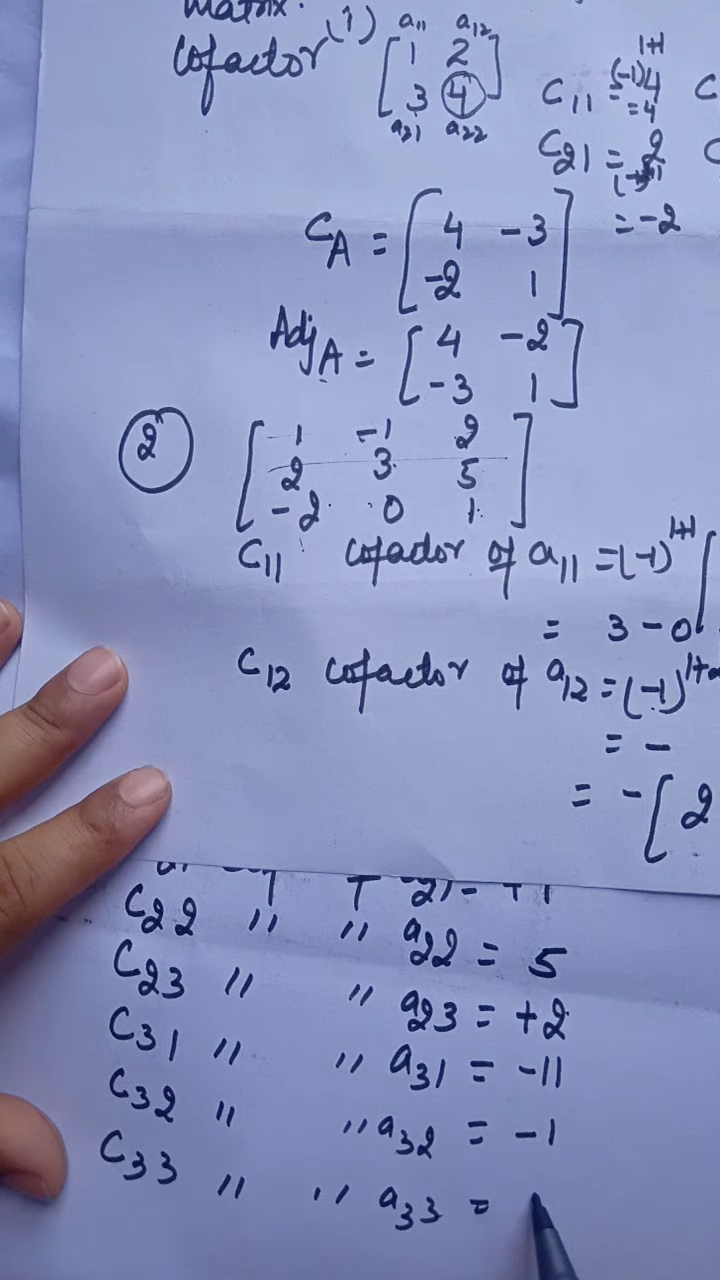 Matrix.
Cofactor (1) a11 a12
[1 2
3 4]
a21 a22
C11 = (-1)^1+1 4
= 4
C21 = 2
= -2
CA = [4 -3
-2 1]
AdjA = [4 -2
-3 1]
2 [1 -1 2
2 3 5
-2 0 1]
C11 cofactor of a11 = (-1)^1+1
= 3 - 0
C12 cofactor of a12 = (-1)
= -
= -[2
C22 " " a22 = 5
C23 " " a23 = +2
C31 " " a31 = -11
C32 " " a32 = -1
C33 " " a33 =